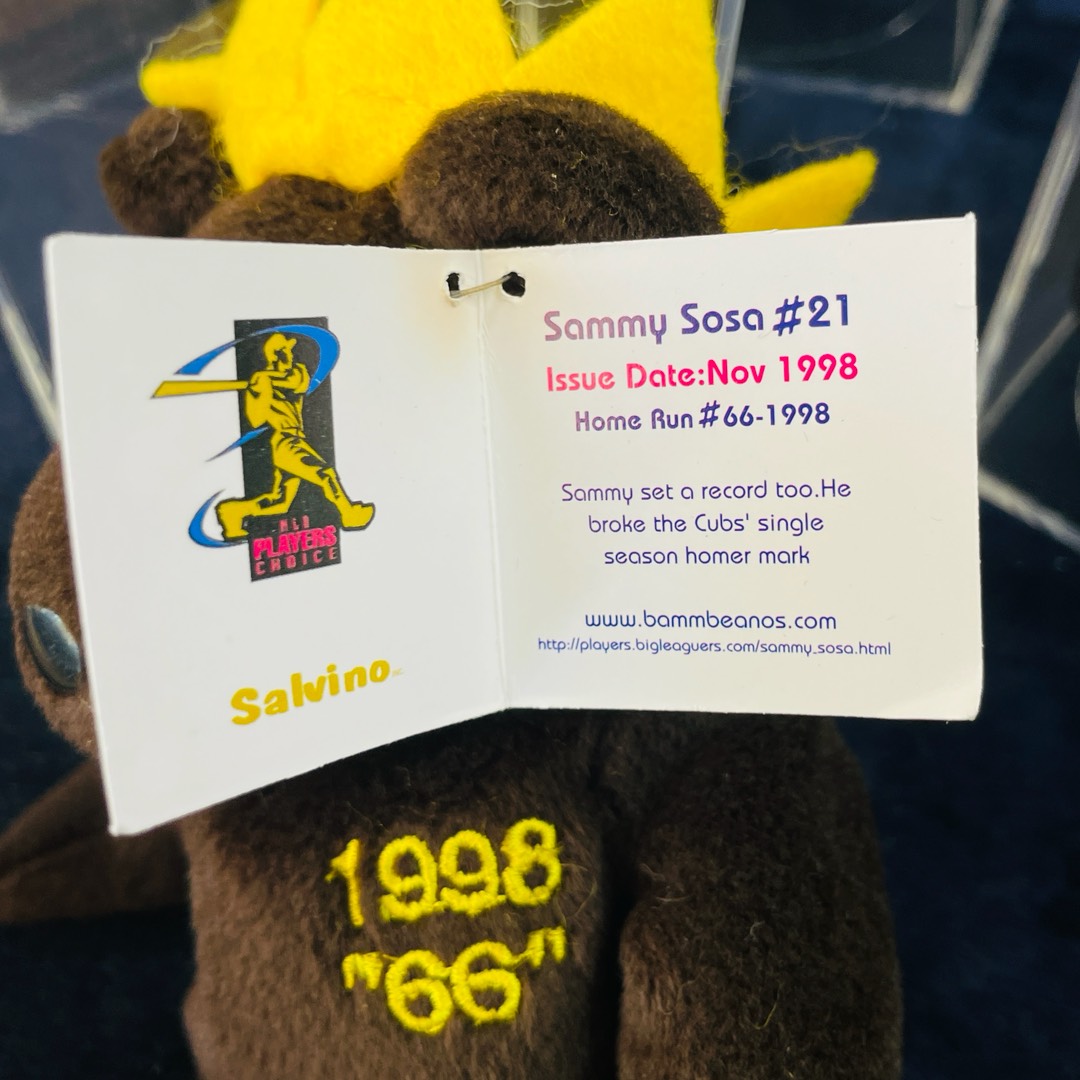 MLB
PLAYERS
CHOICE
Salvino
Sammy Sosa #21
Issue Date:Nov 1998
Home Run #66-1998
Sammy set a record too.He
broke the Cubs' single
season homer mark
www.bammbeanos.com
http://players.bigleaguers.com/sammy_sosa.html
1998
"66"